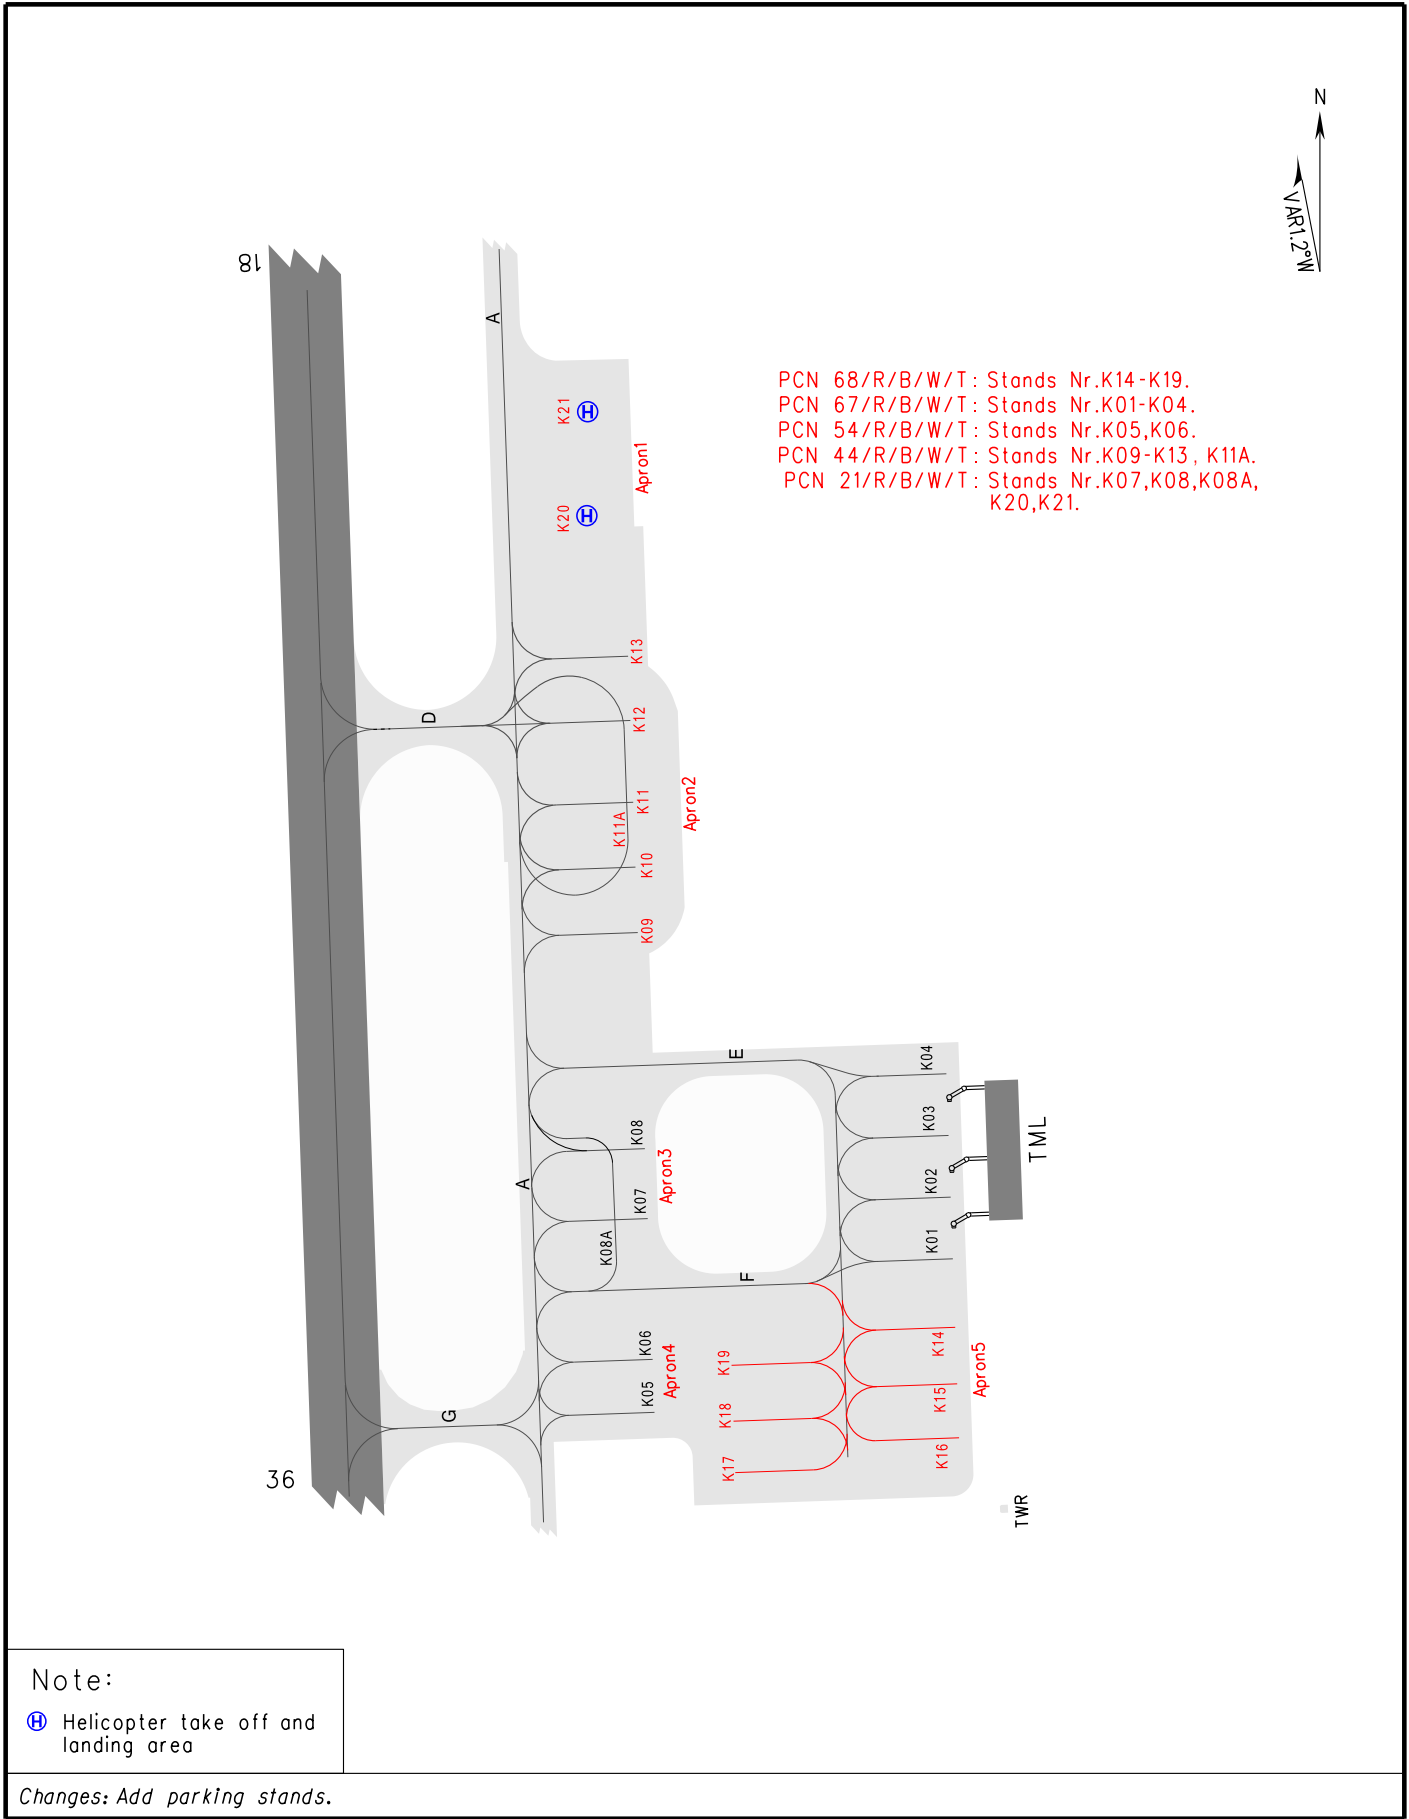 N
VAR1.2°W
18
A
PCN 68/R/B/W/T: Stands Nr.K14-K19.
PCN 67/R/B/W/T: Stands Nr.K01-K04.
PCN 54/R/B/W/T: Stands Nr.K05,K06.
PCN 44/R/B/W/T: Stands Nr.K09-K13, K11A.
PCN 21/R/B/W/T: Stands Nr.K07,K08,K08A,
K20,K21.
K21
Apron1
K20
K13
D
K12
K11
Apron2
K11A
K10
K09
E
K04
K03
K08
TML
Apron3
A
K02
K07
K01
K08A
F
K06
K14
K19
Apron4
Apron5
K05
K15
G
K18
K16
K17
36
TWR
Note:
H Helicopter take off and
landing area
Changes: Add parking stands.
H
H